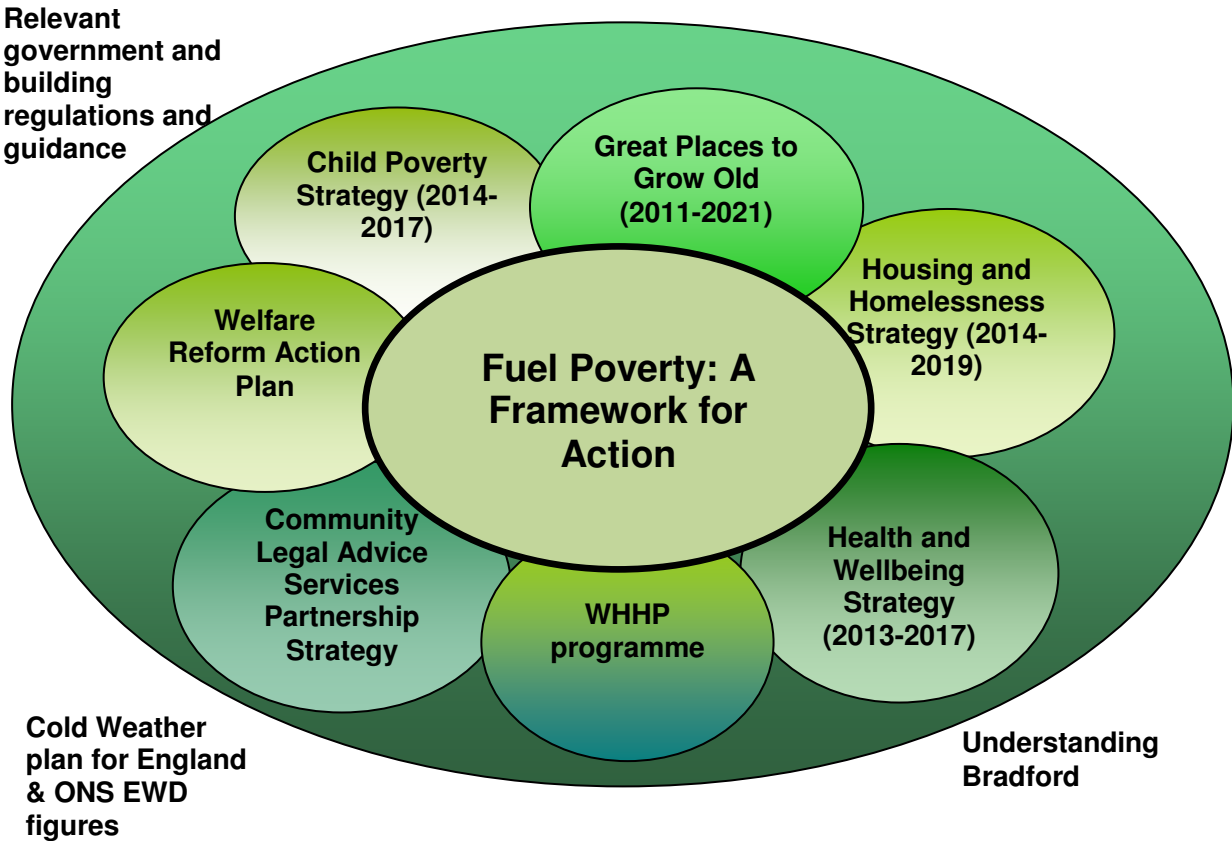 Relevant
government and
building
regulations and
guidance
Child Poverty
Strategy (2014-
2017)
Great Places to
Grow Old
(2011-2021)
Housing and
Homelessness
Strategy (2014-
2019)
Welfare
Reform Action
Plan
Fuel Poverty: A
Framework for
Action
Community
Legal Advice
Services
Partnership
Strategy
WHHP
programme
Health and
Wellbeing
Strategy
(2013-2017)
Cold Weather
plan for England
& ONS EWD
figures
Understanding
Bradford